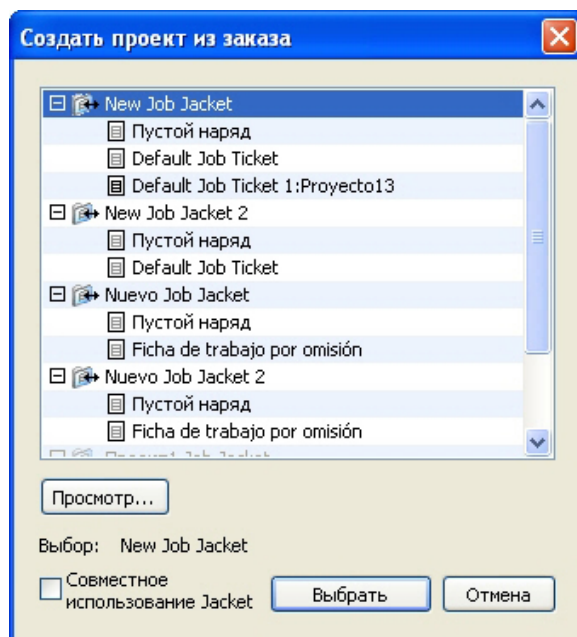 Создать проект из заказа
New Job Jacket
Пустой наряд
Default Job Ticket
Default Job Ticket 1:Proyecto13
New Job Jacket 2
Пустой наряд
Default Job Ticket
Nuevo Job Jacket
Пустой наряд
Ficha de trabajo por omisión
Nuevo Job Jacket 2
Пустой наряд
Ficha de trabajo por omisión
Проект1 Job Jacket
Просмотр...
Выбор: New Job Jacket
Совместное
использование Jacket
Выбрать
Отмена